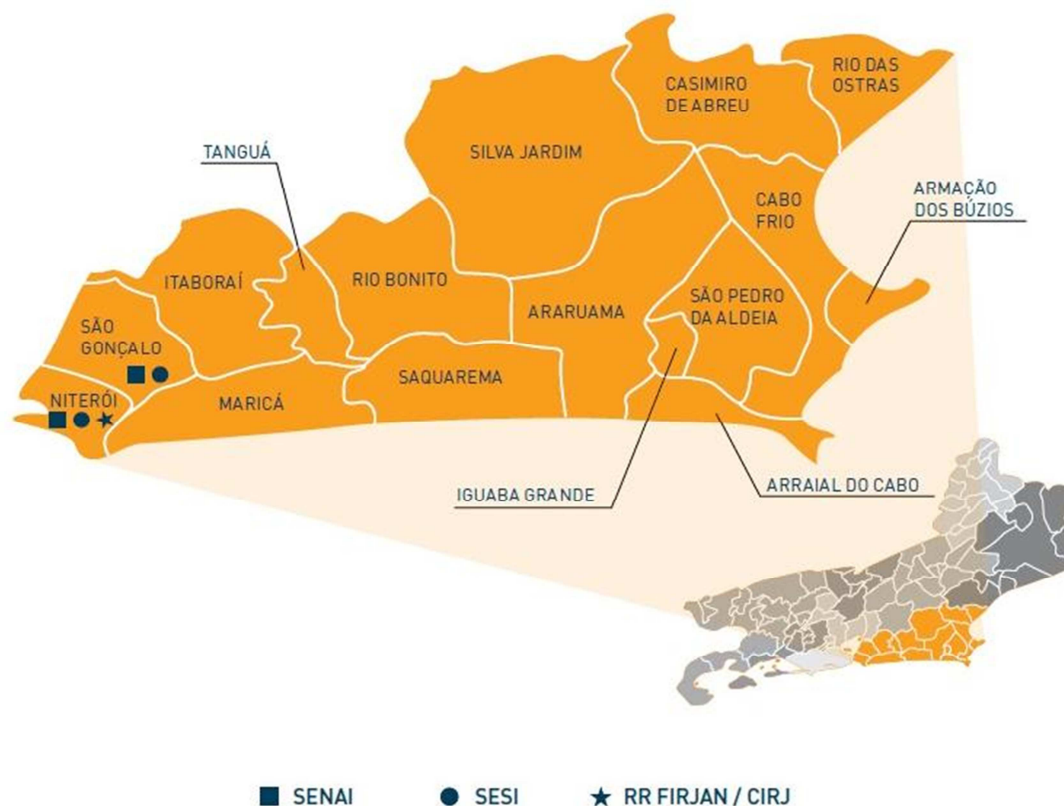 RIO DAS
OSTRAS
CASIMIRO
DE ABREU
TANGUÁ
SILVA JARDIM
CABO
FRIO
ARMAÇÃO
DOS BÚZIOS
ITABORAÍ
RIO BONITO
ARARUAMA
SÃO PEDRO
DA ALDEIA
SÃO
GONÇALO
NITERÓI
MARICÁ
SAQUAREMA
IGUABA GRANDE
ARRAIAL DO CABO
SENAI
SESI
RR FIRJAN / CIRJ